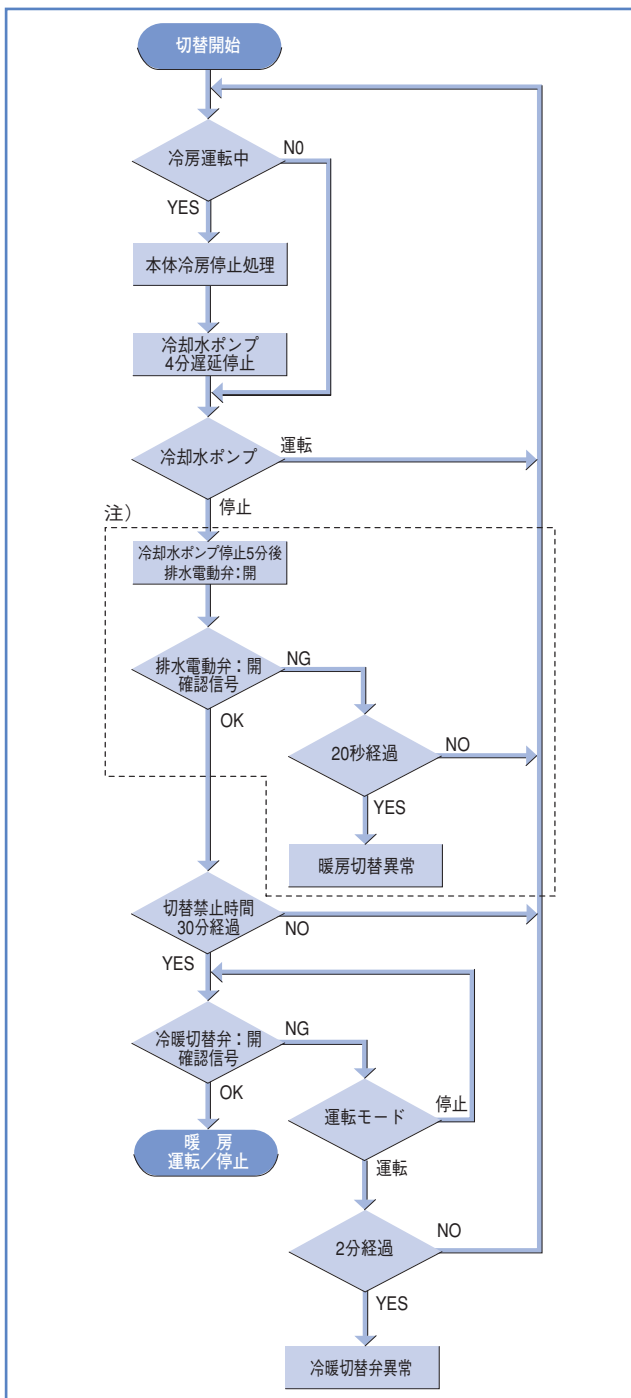 切替開始
冷房運転中
N0
YES
本体冷房停止処理
冷却水ポンプ
4分遅延停止
冷却水ポンプ
運転
停止
注）
冷却水ポンプ停止5分後
排水電動弁：開
排水電動弁：開
確認信号
NG
OK
20秒経過
NO
YES
暖房切替異常
切替禁止時間
30分経過
NO
YES
冷暖切替弁：開
確認信号
NG
OK
運転モード
停止
暖　房
運転／停止
運転
2分経過
NO
YES
冷暖切替弁異常